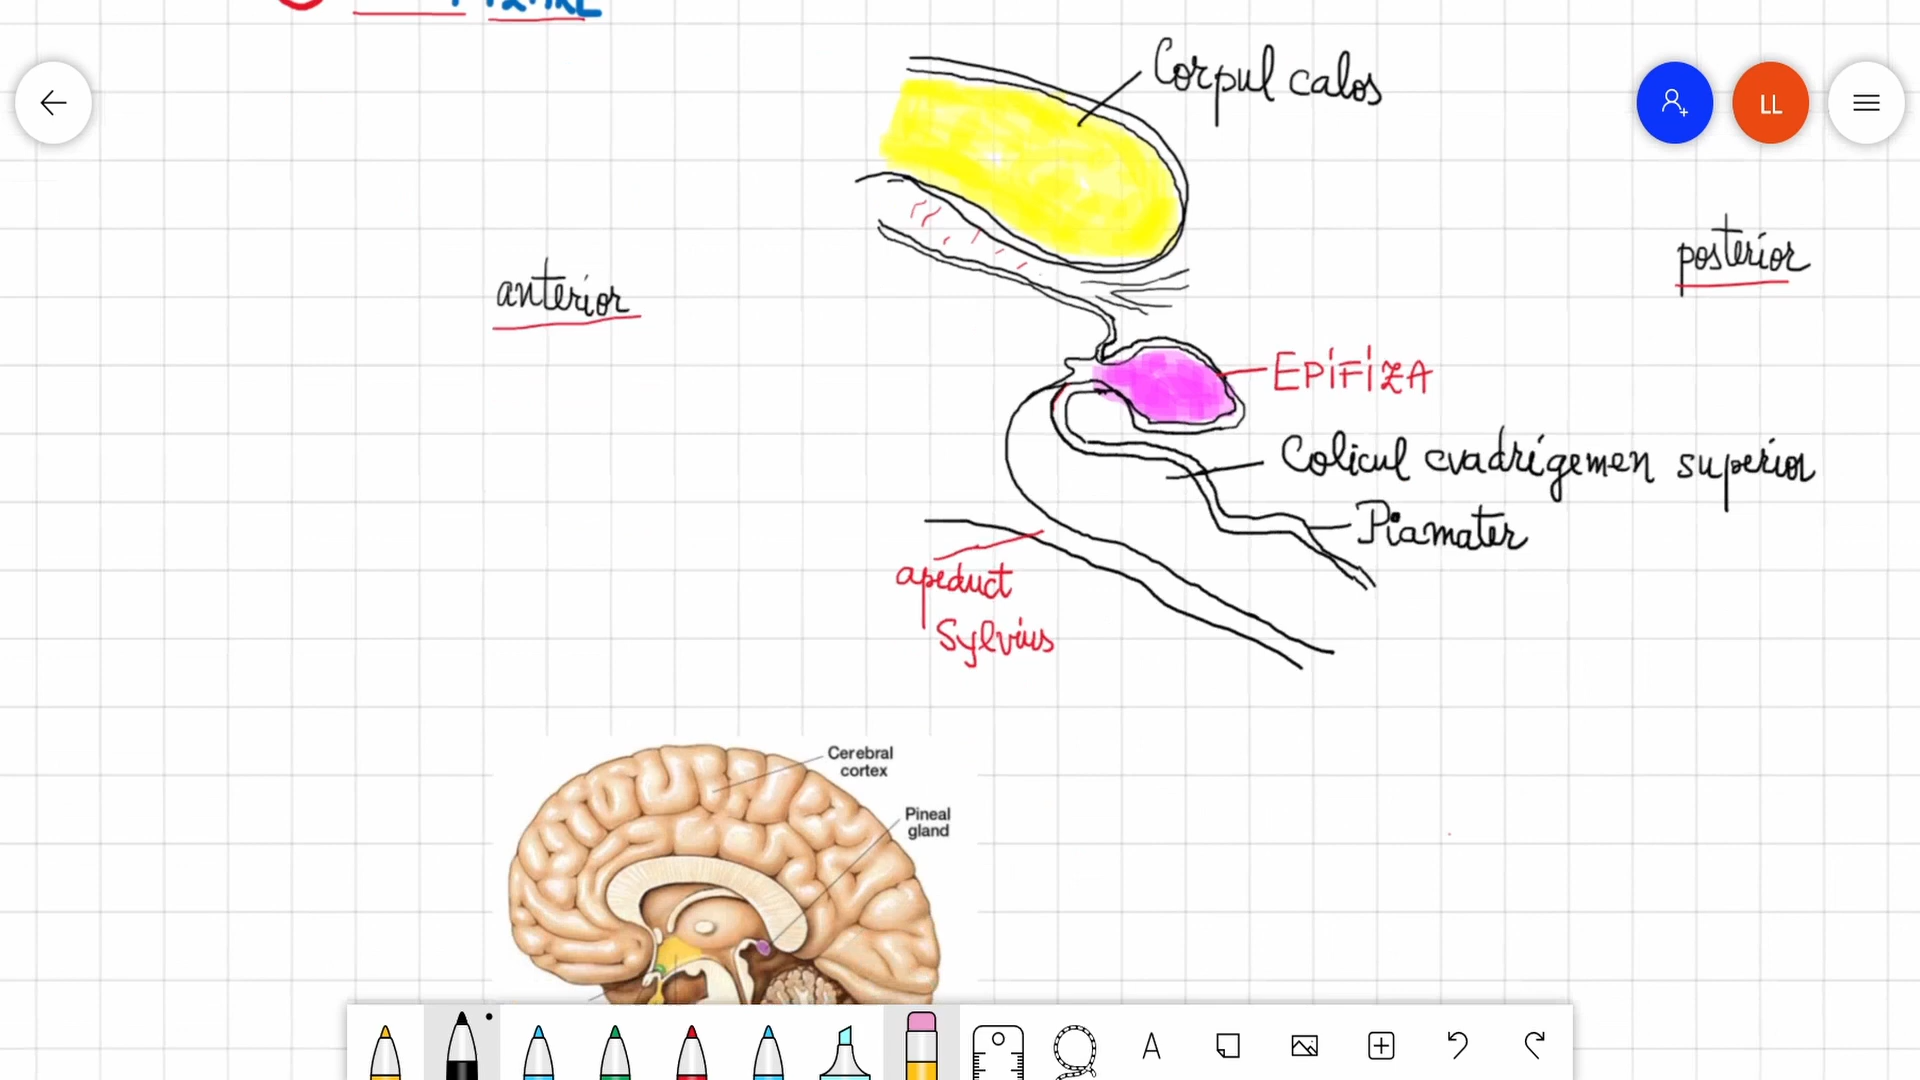 Corpul calos
LL
posterior
anterior
EPIFIZA
Colicul cvadrigemen superior
Piamater
apeduct
Sylvius
Cerebral
cortex
Pineal
gland
A